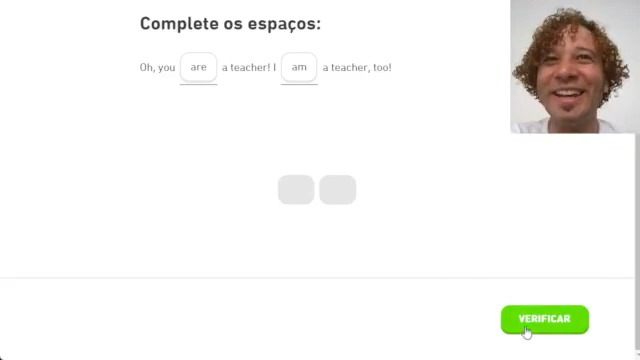 Complete os espaços:
Oh, you are a teacher! I am a teacher, too!
VERIFICAR